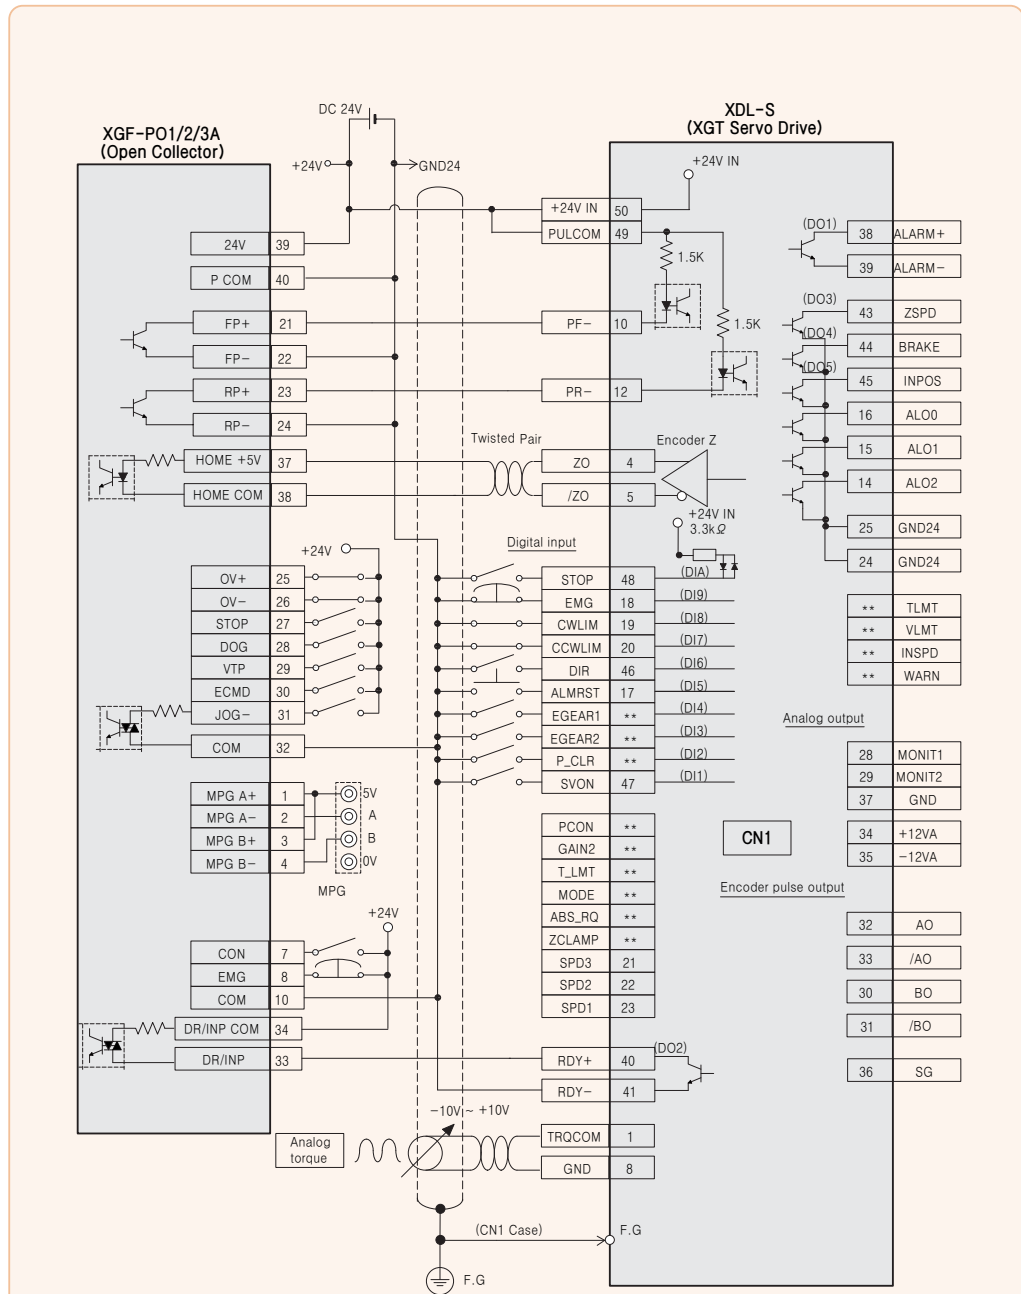 XGF-PO1/2/3A
(Open Collector)
DC 24V
+24V
GND24
XDL-S
(XGT Servo Drive)
+24V IN
24V 39
P COM 40
FP+ 21
FP- 22
RP+ 23
RP- 24
HOME +5V 37
HOME COM 38
+24V
OV+ 25
OV- 26
STOP 27
DOG 28
VTP 29
ECMD 30
JOG- 31
COM 32
MPG A+ 1
MPG A- 2
MPG B+ 3
MPG B- 4
5V
A
B
0V
MPG
+24V
CON 7
EMG 8
COM 10
DR/INP COM 34
DR/INP 33
Analog
torque
-10V ~ +10V
Twisted Pair
Digital input
+24V IN 50
PULCOM 49
1.5K
1.5K
PF- 10
PR- 12
Encoder Z
ZO 4
/ZO 5
+24V IN
3.3kΩ
STOP 48 (DIA)
EMG 18 (DI9)
CWLIM 19 (DI8)
CCWLIM 20 (DI7)
DIR 46 (DI6)
ALMRST 17 (DI5)
EGEAR1 ** (DI4)
EGEAR2 ** (DI3)
P_CLR ** (DI2)
SVON 47 (DI1)
PCON **
GAIN2 **
T_LMT **
MODE **
ABS_RQ **
ZCLAMP **
SPD3 21
SPD2 22
SPD1 23
RDY+ 40 (DO2)
RDY- 41
TRQCOM 1
GND 8
(CN1 Case)
F.G
F.G
(DO1) 38 ALARM+
39 ALARM-
(DO3) 43 ZSPD
(DO4) 44 BRAKE
(DO5) 45 INPOS
16 ALO0
15 ALO1
14 ALO2
25 GND24
24 GND24
** TLMT
** VLMT
** INSPD
** WARN
Analog output
28 MONIT1
29 MONIT2
37 GND
34 +12VA
35 -12VA
CN1
Encoder pulse output
32 AO
33 /AO
30 BO
31 /BO
36 SG